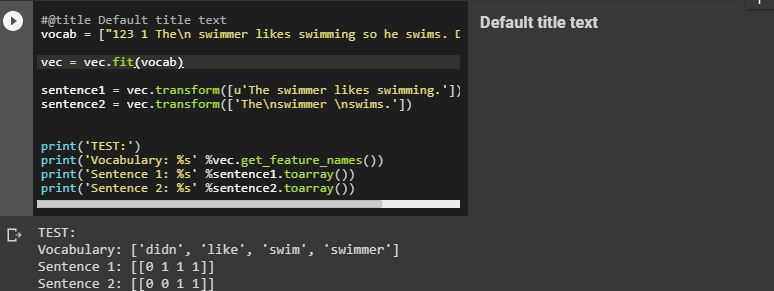 #@title Default title text
Default title text
vocab = ["123 1 The\n swimmer likes swimming so he swims. D
vec = vec.fit(vocab)
sentence1 = vec.transform([u'The swimmer likes swimming.'])
sentence2 = vec.transform(['The\nswimmer \nswims.'])
print('TEST:')
print('Vocabulary: %s' %vec.get_feature_names())
print('Sentence 1: %s' %sentence1.toarray())
print('Sentence 2: %s' %sentence2.toarray())
TEST:
Vocabulary: ['didn', 'like', 'swim', 'swimmer']
Sentence 1: [[0 1 1 1]]
Sentence 2: [[0 0 1 1]]